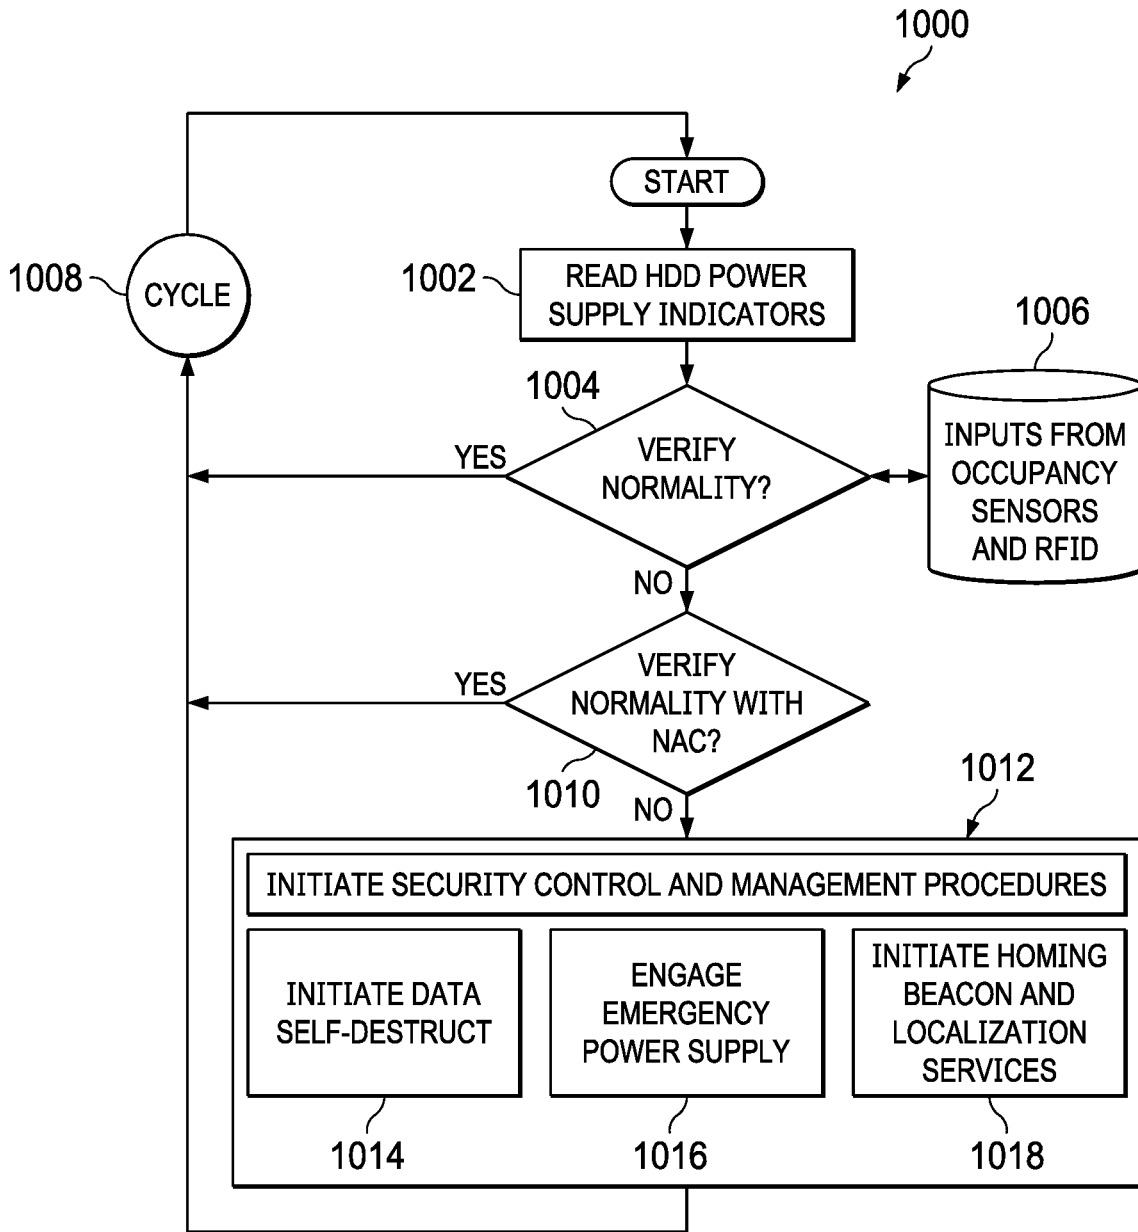 1000
START
1008
CYCLE
1002
READ HDD POWER
SUPPLY INDICATORS
1006
1004
INPUTS FROM
OCCUPANCY
SENSORS
AND RFID
YES
VERIFY
NORMALITY?
NO
YES
VERIFY
NORMALITY WITH
NAC?
1010
NO
1012
INITIATE SECURITY CONTROL AND MANAGEMENT PROCEDURES
INITIATE DATA
SELF-DESTRUCT
ENGAGE
EMERGENCY
POWER SUPPLY
INITIATE HOMING
BEACON AND
LOCALIZATION
SERVICES
1014
1016
1018